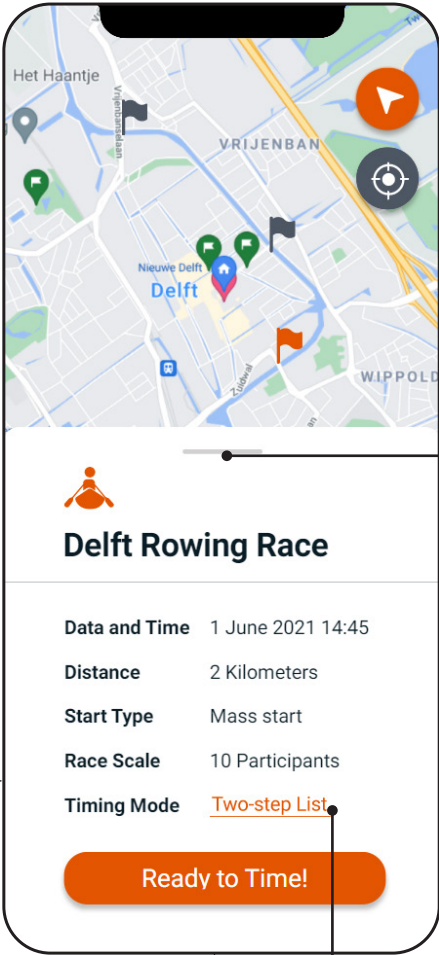 Het Haantje
Vrijenbanselaan
VRIJENBAN
Nieuwe Delft
Delft
Zuidwal
WIPPOLD
Delft Rowing Race
Data and Time 1 June 2021 14:45
Distance 2 Kilometers
Start Type Mass start
Race Scale 10 Participants
Timing Mode Two-step List
Ready to Time!